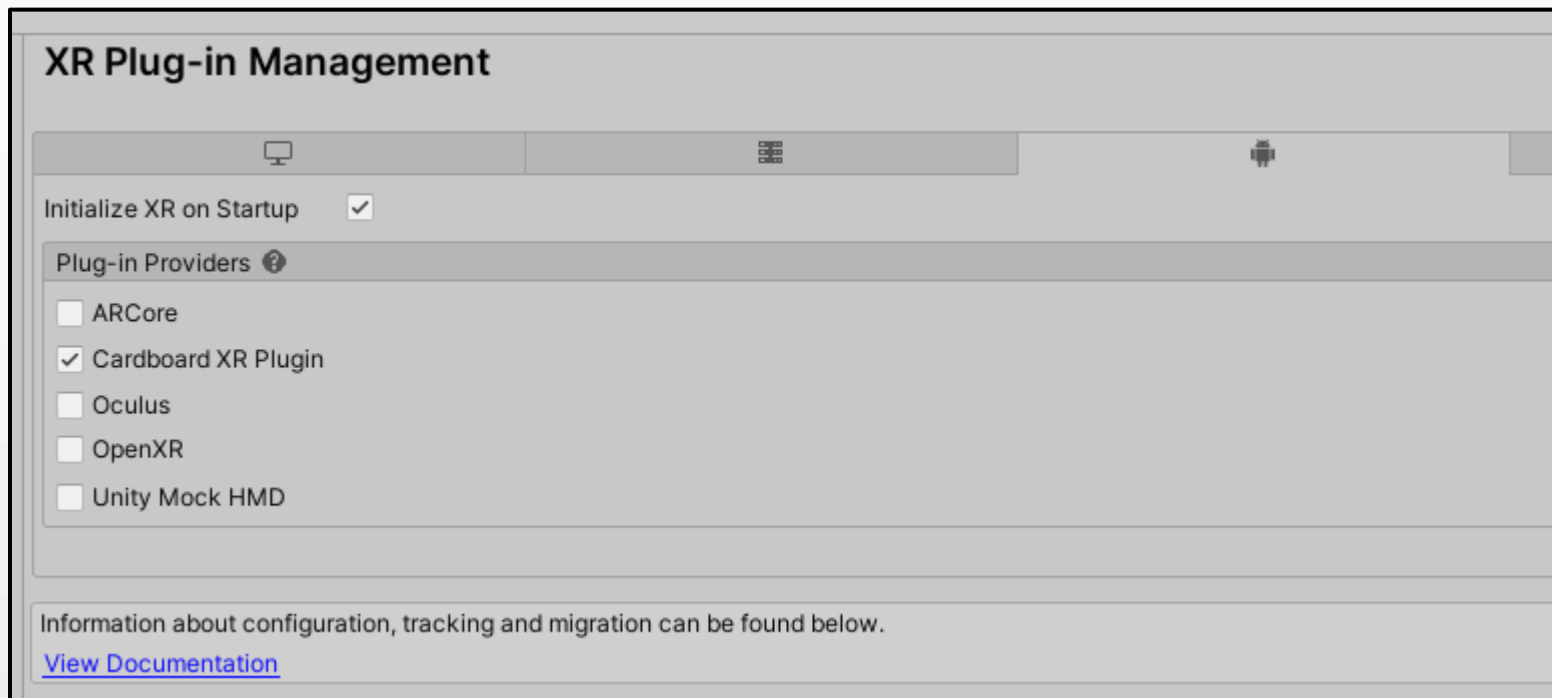 XR Plug-in Management
Initialize XR on Startup
Plug-in Providers
ARCore
Cardboard XR Plugin
Oculus
OpenXR
Unity Mock HMD
Information about configuration, tracking and migration can be found below.
View Documentation